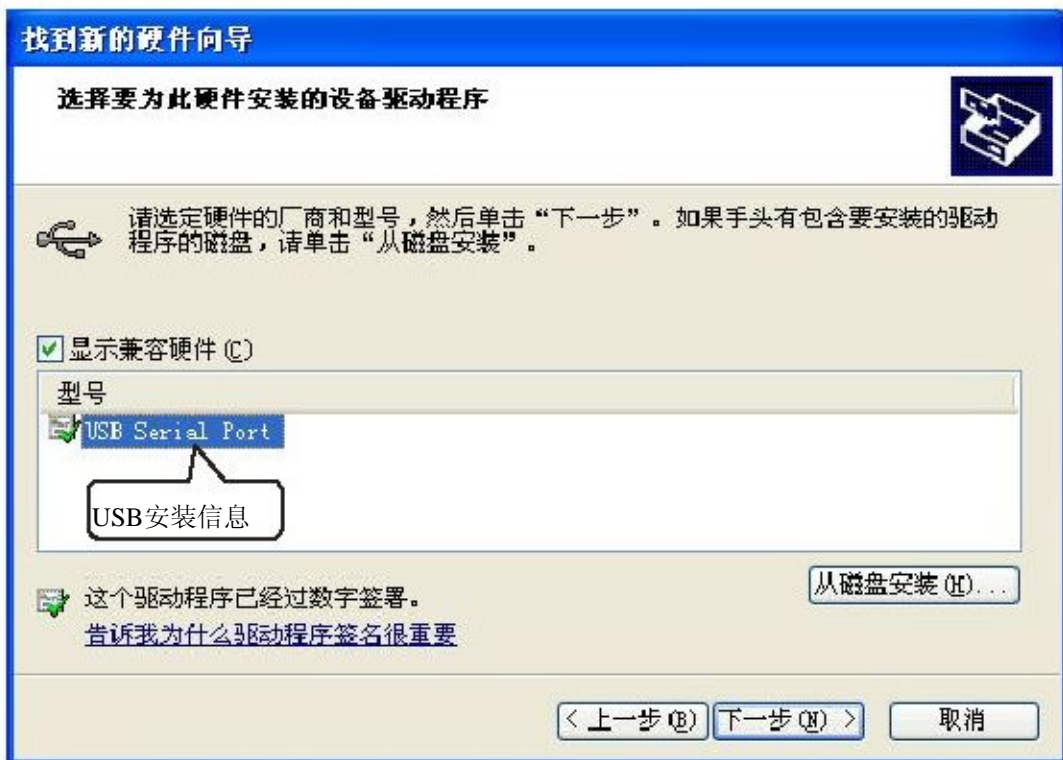 找到新的硬件向导
选择要为此硬件安装的设备驱动程序
请选定硬件的厂商和型号，然后单击“下一步”。如果手头有包含要安装的驱动
程序的磁盘，请单击“从磁盘安装”。
显示兼容硬件(C)
型号
USB Serial Port
USB安装信息
这个驱动程序已经过数字签署。
从磁盘安装(H)...
告诉我为什么驱动程序签名很重要
< 上一步(B) 下一步(N) > 取消